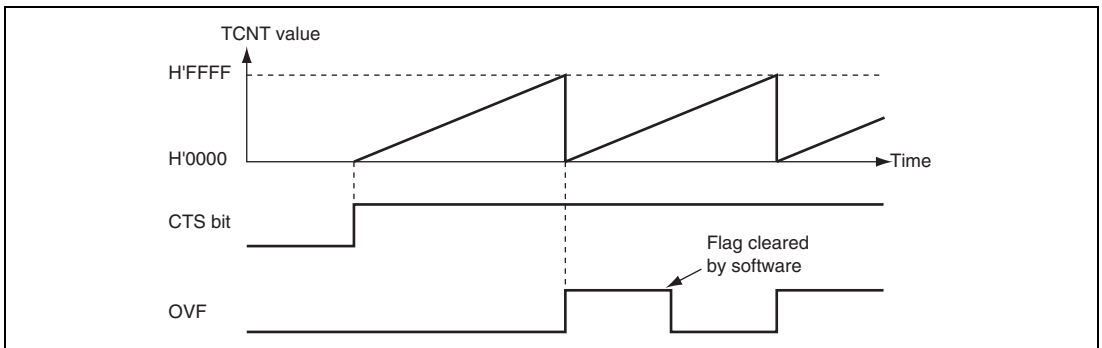 TCNT value
H'FFFF
H'0000
Time
CTS bit
Flag cleared
by software
OVF